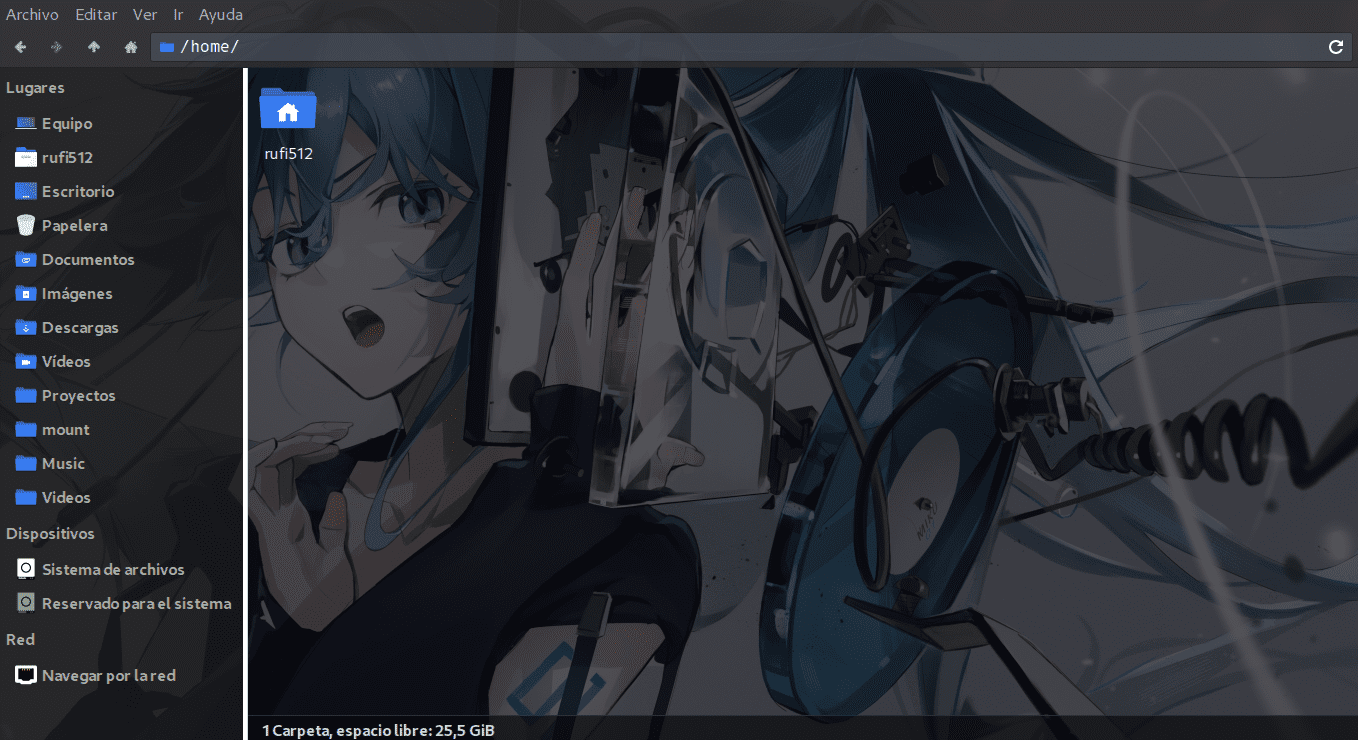 Archivo Editar Ver Ir Ayuda
/home/
Lugares
Equipo
rufi512
Escritorio
Papelera
Documentos
Imágenes
Descargas
Vídeos
Proyectos
mount
Music
Videos
Dispositivos
Sistema de archivos
Reservado para el sistema
Red
Navegar por la red
rufi512
1 Carpeta, espacio libre: 25,5 GiB